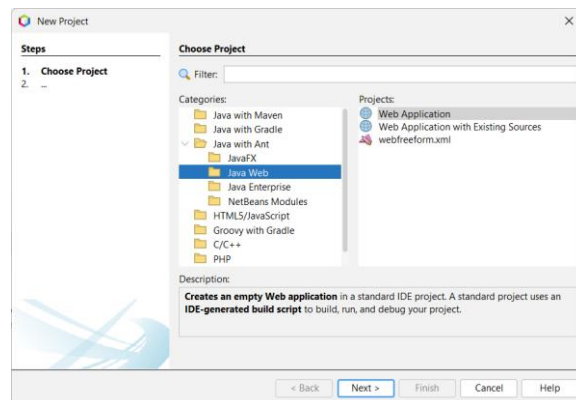 New Project
Steps
1. Choose Project
2. ...
Choose Project
Filter:
Categories:
Java with Maven
Java with Gradle
Java with Ant
JavaFX
Java Web
Java Enterprise
NetBeans Modules
HTML5/JavaScript
Groovy with Gradle
C/C++
PHP
Projects:
Web Application
Web Application with Existing Sources
webfreeform.xml
Description:
Creates an empty Web application in a standard IDE project. A standard project uses an
IDE-generated build script to build, run, and debug your project.
< Back
Next >
Finish
Cancel
Help